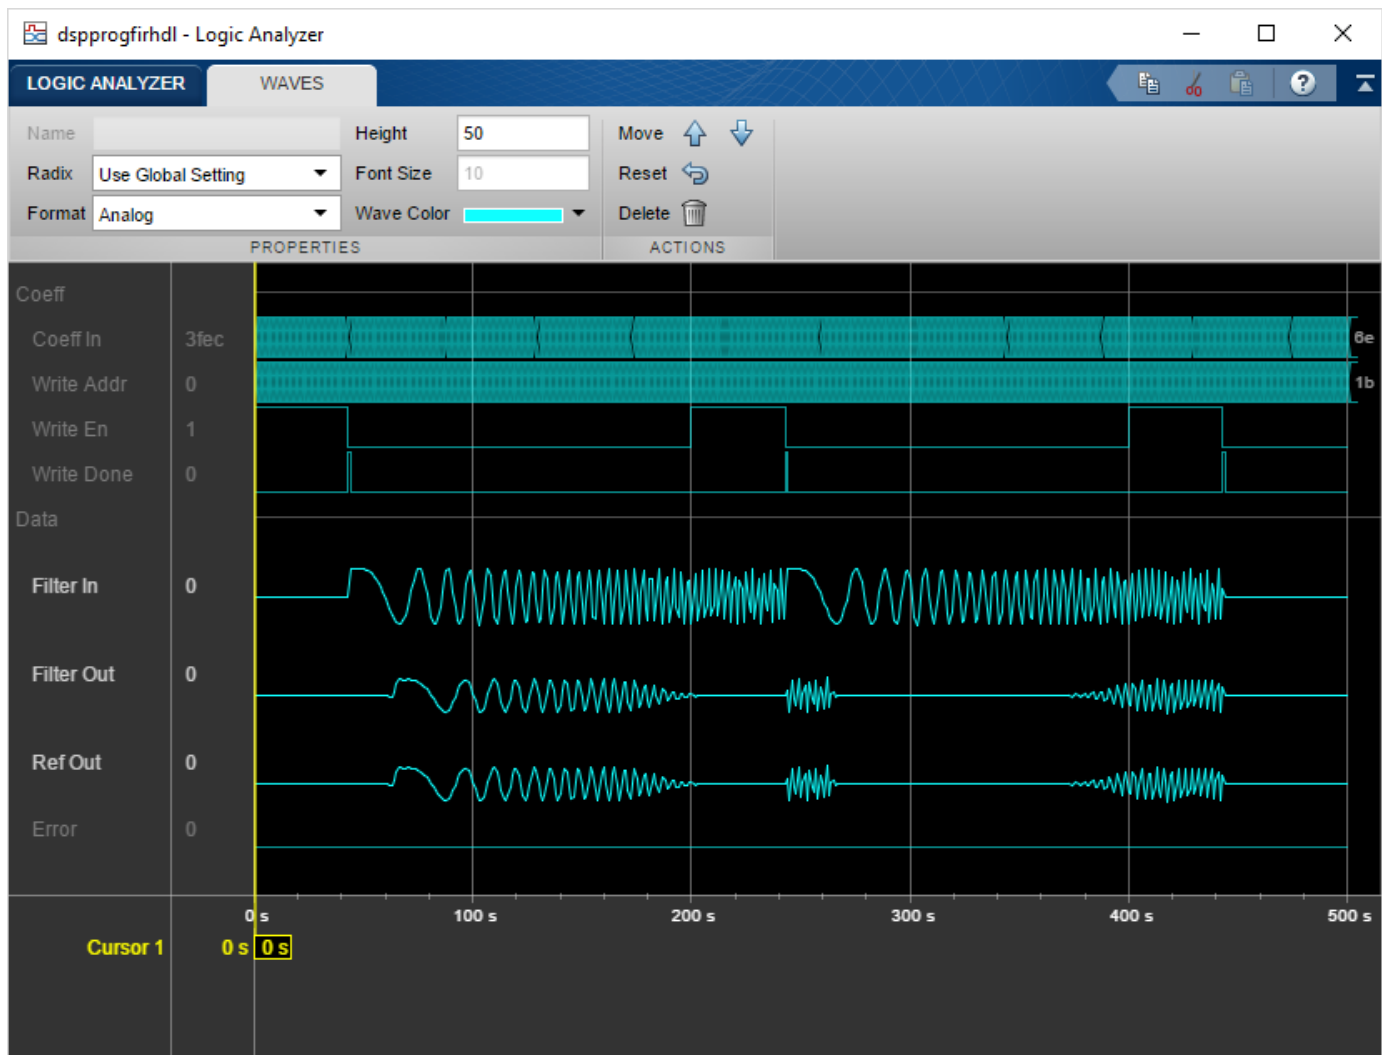 dspprogfirhdl - Logic Analyzer
LOGIC ANALYZER WAVES
Name Height 50 Move
Radix Use Global Setting Font Size 10 Reset
Format Analog Wave Color Delete
PROPERTIES ACTIONS
Coeff
Coeff In 3fec 6e
Write Addr 0 1b
Write En 1
Write Done 0
Data
Filter In 0
Filter Out 0
Ref Out 0
Error 0
0 s 100 s 200 s 300 s 400 s 500 s
Cursor 1 0 s 0 s